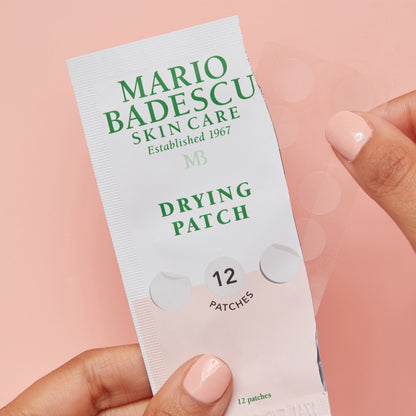 MARIO
BADESCU
SKIN CARE
Established 1967
MB
DRYING
PATCH
12
PATCHES
12 patches